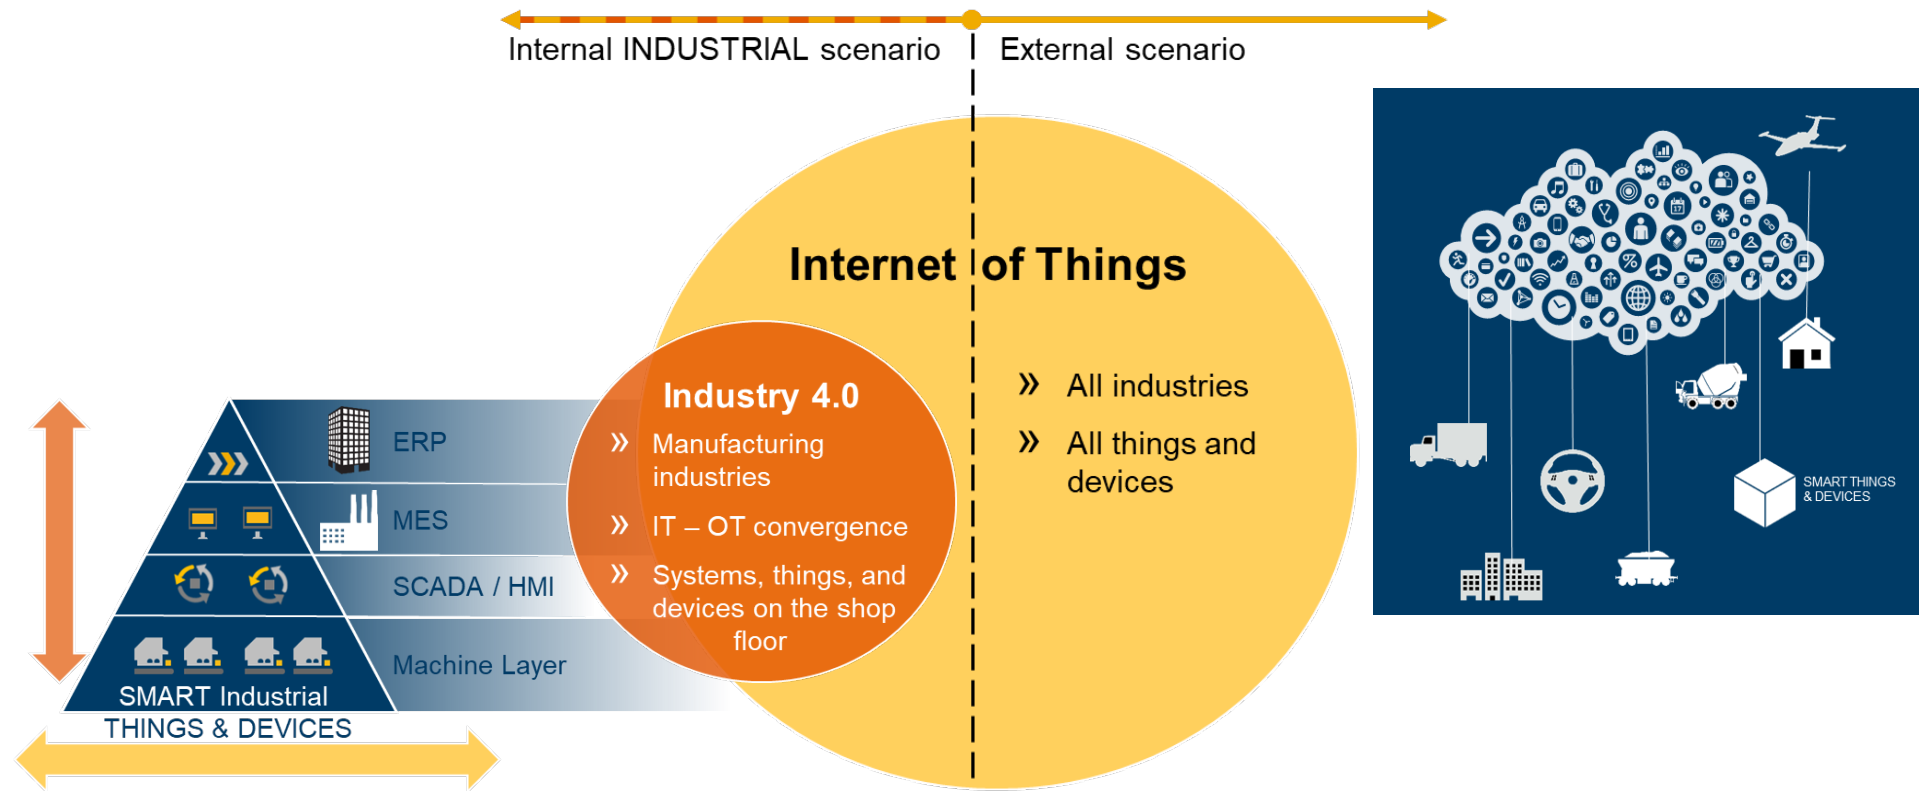 Internal INDUSTRIAL scenario
External scenario
Internet of Things
Industry 4.0
» Manufacturing
industries
» IT – OT convergence
» Systems, things, and
devices on the shop
floor
» All industries
» All things and
devices
ERP
MES
SCADA / HMI
Machine Layer
SMART Industrial
THINGS & DEVICES
17
SMART THINGS
& DEVICES